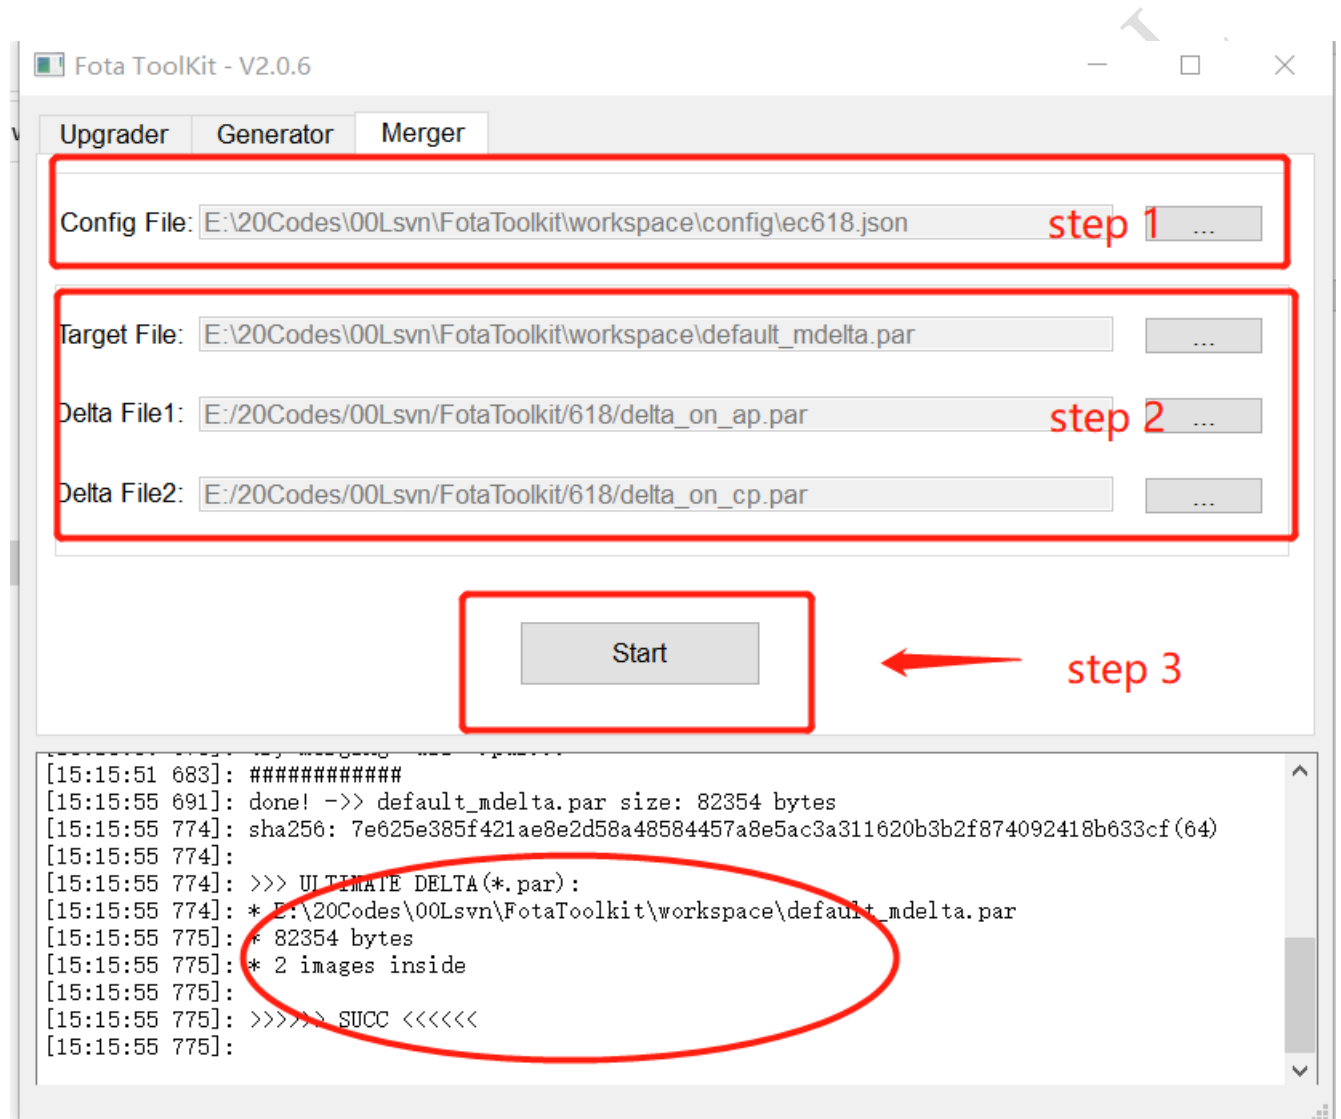 Fota ToolKit - V2.0.6
Upgrader Generator Merger
Config File: E:\20Codes\00Lsvn\FotaToolkit\workspace\config\ec618.json step 1 ...
Target File: E:\20Codes\00Lsvn\FotaToolkit\workspace\default_mdelta.par ...
Delta File1: E:/20Codes/00Lsvn/FotaToolkit/618/delta_on_ap.par step 2 ...
Delta File2: E:/20Codes/00Lsvn/FotaToolkit/618/delta_on_cp.par ...
Start
step 3
[15:15:51 683]: ############
[15:15:55 691]: done! ->> default_mdelta.par size: 82354 bytes
[15:15:55 774]: sha256: 7e625e385f421ae8e2d58a48584457a8e5ac3a311620b3b2f874092418b633cf(64)
[15:15:55 774]:
[15:15:55 774]: >>> ULTIMATE DELTA(*.par):
[15:15:55 774]: * E:\20Codes\00Lsvn\FotaToolkit\workspace\default_mdelta.par
[15:15:55 775]: * 82354 bytes
[15:15:55 775]: * 2 images inside
[15:15:55 775]:
[15:15:55 775]: >>>>>> SUCC <<<<<<
[15:15:55 775]: